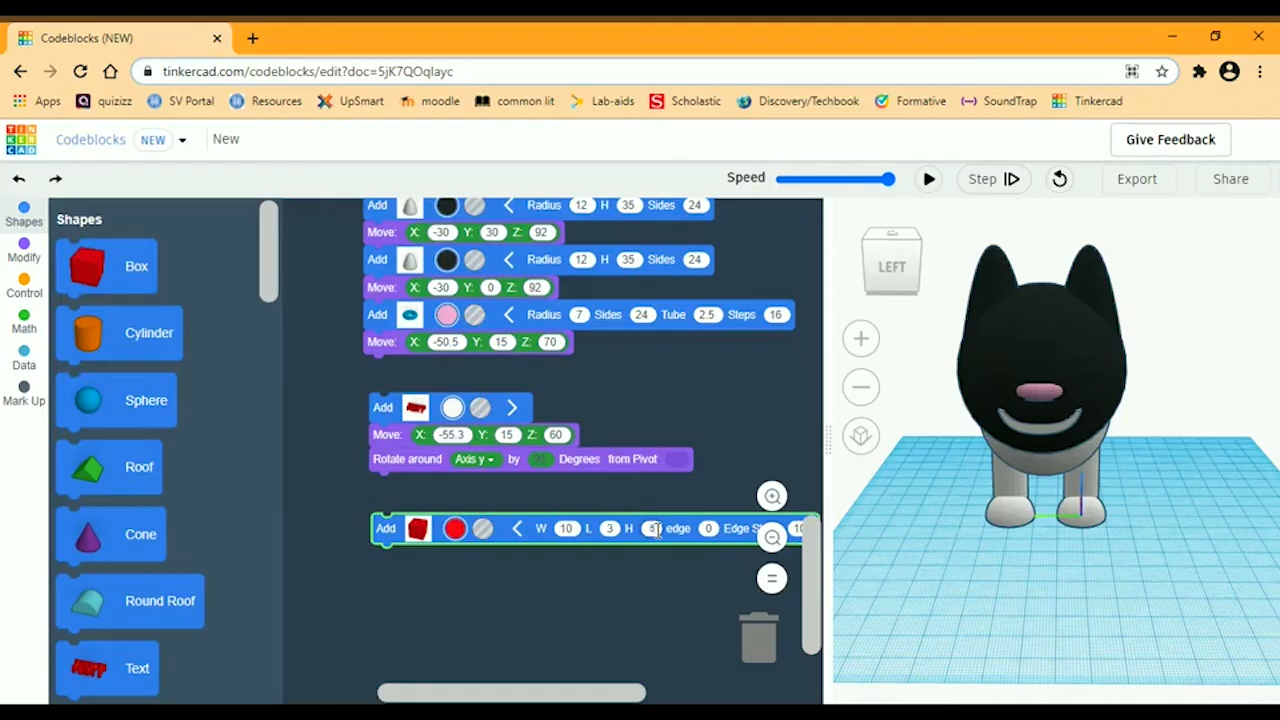 Codeblocks (NEW)
tinkercad.com/codeblocks/edit?doc=5jK7QOqlayc
Apps quizizz SV Portal Resources UpSmart moodle common lit Lab-aids Scholastic Discovery/Techbook Formative SoundTrap Tinkercad
TIN KER CAD Codeblocks NEW New Give Feedback
Speed Step Export Share
Shapes
Modify
Control
Math
Data
Mark Up
Shapes
Box
Cylinder
Sphere
Roof
Cone
Round Roof
Text
Add Radius 12 H 35 Sides 24
Move: X: -30 Y: 30 Z: 92
Add Radius 12 H 35 Sides 24
Move: X: -30 Y: 0 Z: 92
Add Radius 7 Sides 24 Tube 2.5 Steps 16
Move: X: -50.5 Y: 15 Z: 70
Add
Move: X: -55.3 Y: 15 Z: 60
Rotate around Axis y by Degrees from Pivot
Add W 10 L 3 H edge 0 Edge
LEFT